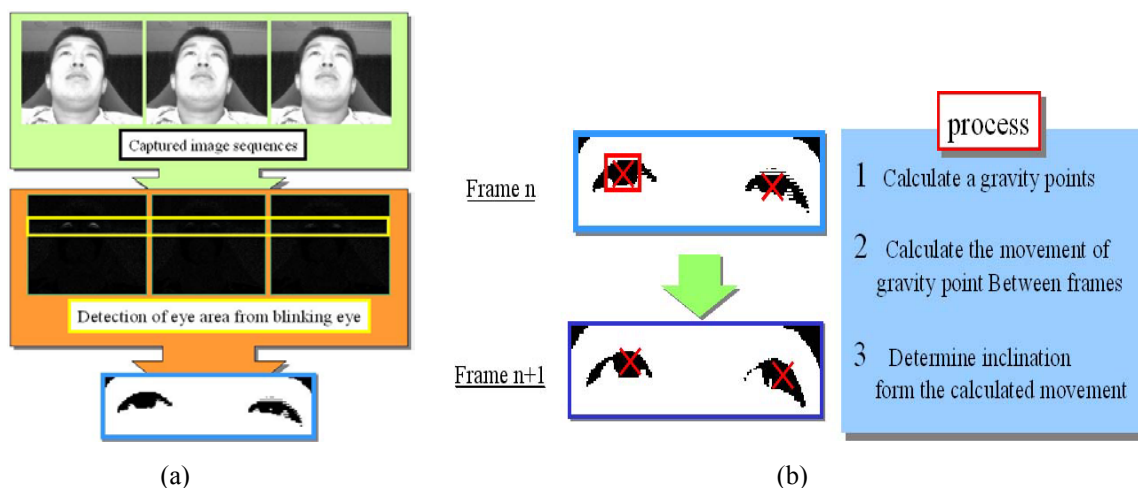 Captured image sequences
Detection of eye area from blinking eye
(a)
Frame n
Frame n+1
process
1 Calculate a gravity points
2 Calculate the movement of
gravity point Between frames
3 Determine inclination
form the calculated movement
(b)